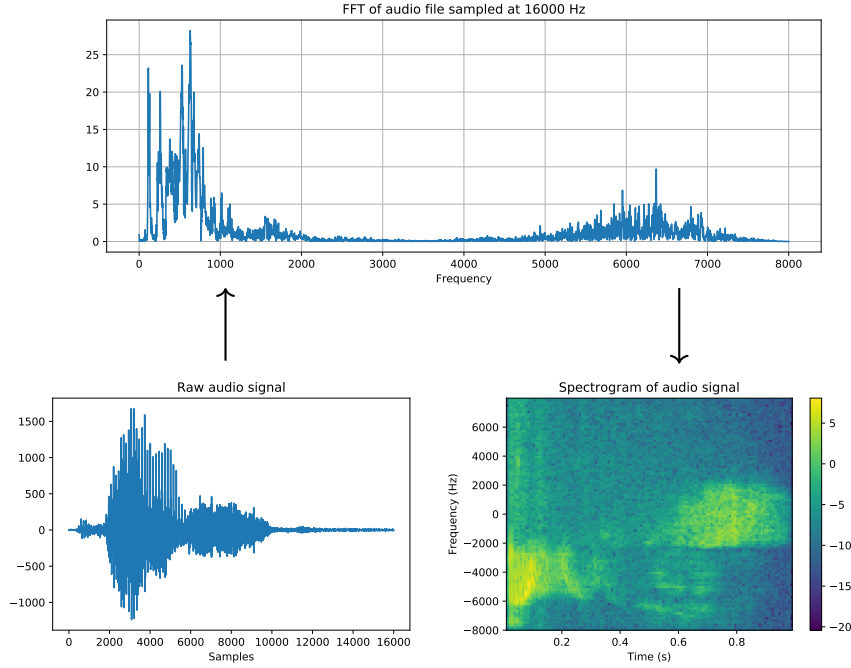 FFT of audio file sampled at 16000 Hz
25
20
15
10
5
0
0 1000 2000 3000 4000 5000 6000 7000 8000
Frequency
Raw audio signal
1500
1000
500
0
−500
−1000
0 2000 4000 6000 8000 10000 12000 14000 16000
Samples
Spectrogram of audio signal
Frequency (Hz)
6000
4000
2000
0
−2000
−4000
−6000
−8000
0.2 0.4 0.6 0.8
Time (s)
5
0
−5
−10
−15
−20